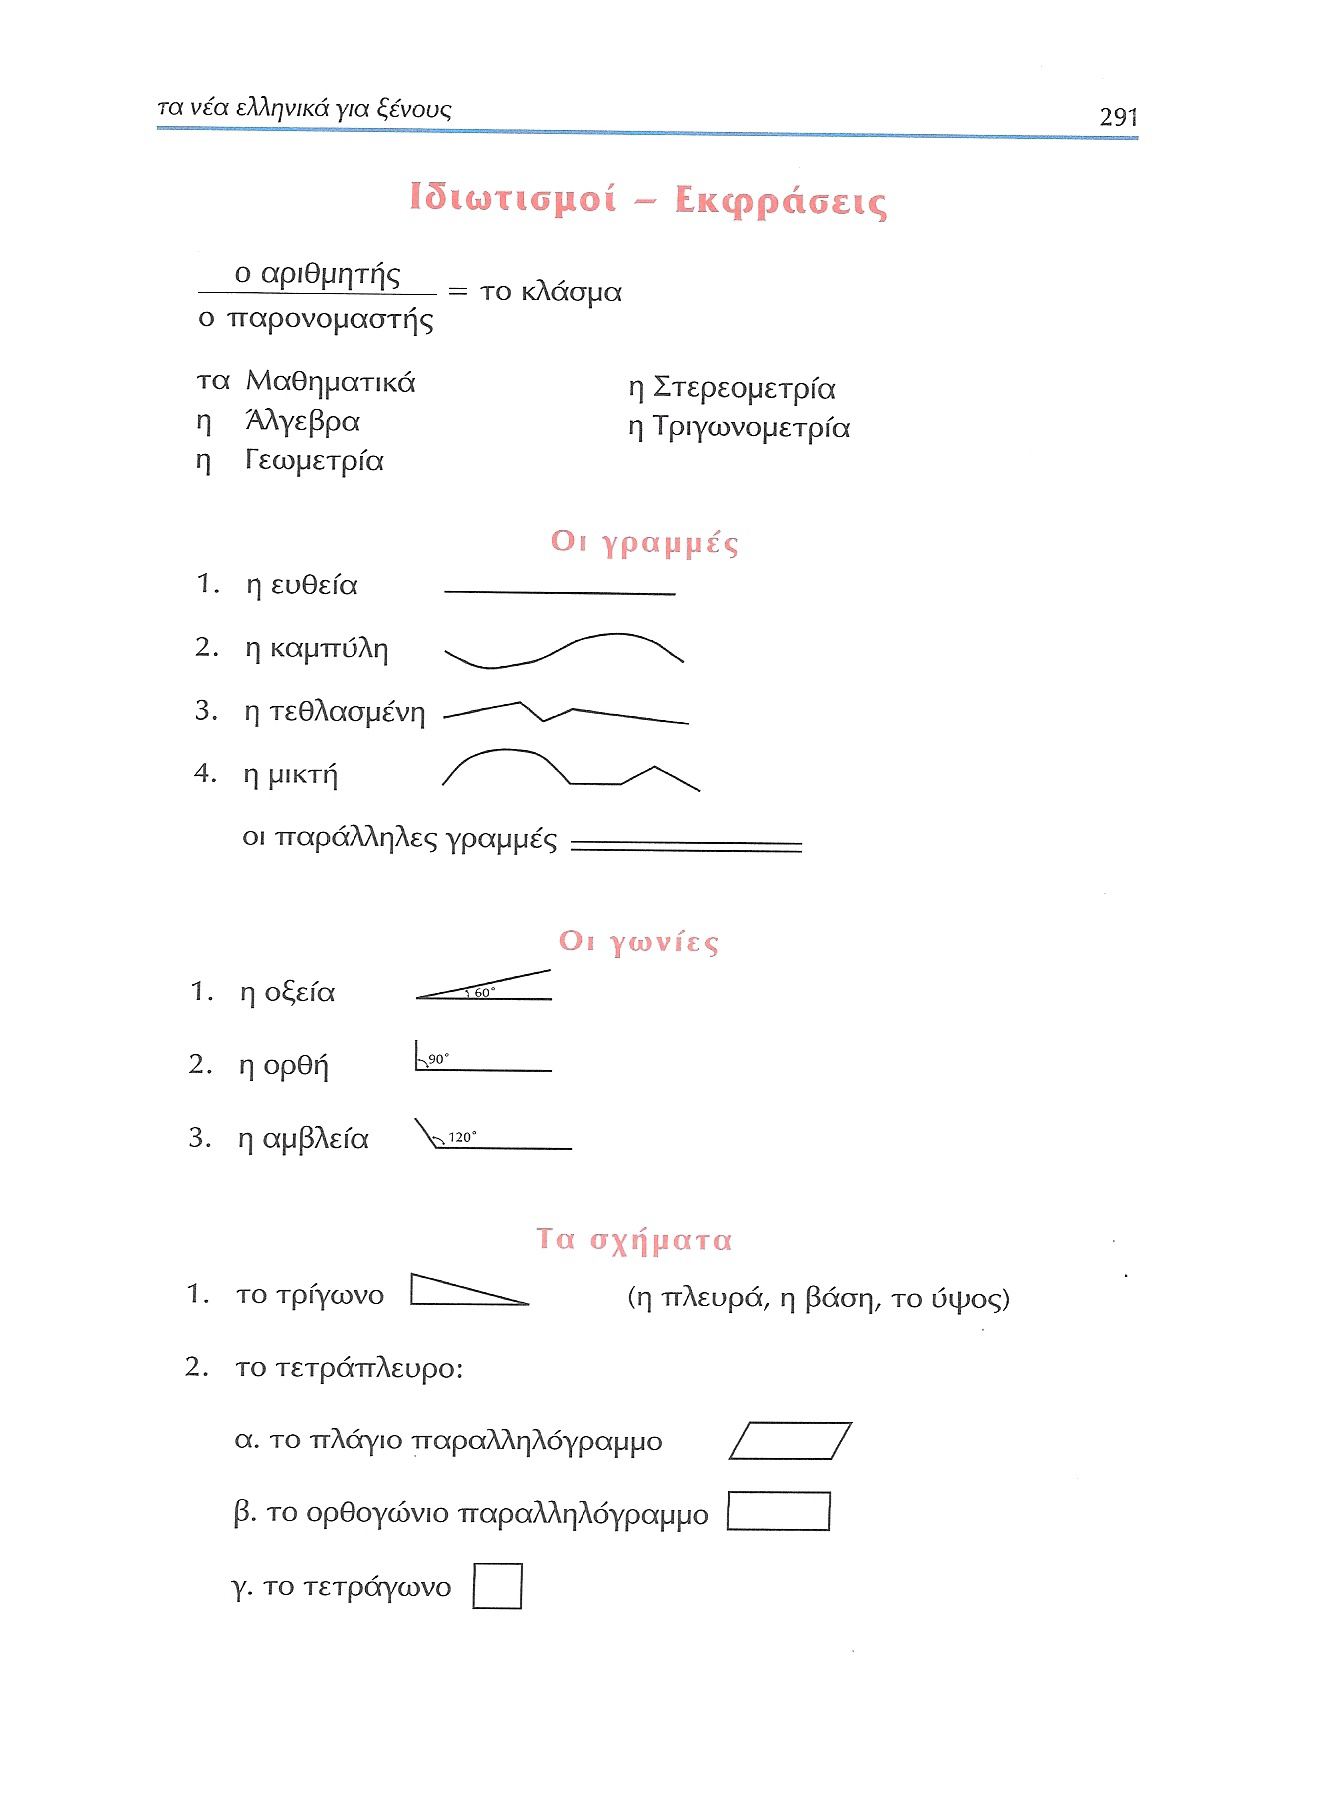 τα νέα ελληνικά για ξένους
291
Ιδιωτισμοί – Εκφράσεις
ο αριθμητής
= το κλάσμα
ο παρονομαστής
τα Μαθηματικά
η Άλγεβρα
η Γεωμετρία
η Στερεομετρία
η Τριγωνομετρία
Οι γραμμές
1. η ευθεία
2. η καμπύλη
3. η τεθλασμένη
4. η μικτή
οι παράλληλες γραμμές
Οι γωνίες
1. η οξεία 60°
2. η ορθή 90°
3. η αμβλεία 120°
Τα σχήματα
1. το τρίγωνο (η πλευρά, η βάση, το ύψος)
2. το τετράπλευρο:
α. το πλάγιο παραλληλόγραμμο
β. το ορθογώνιο παραλληλόγραμμο
γ. το τετράγωνο